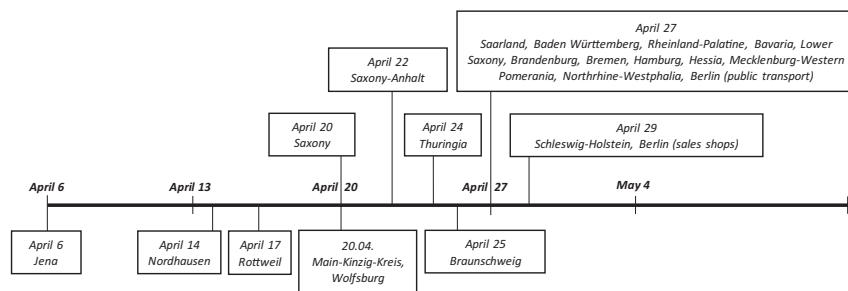 April 27
Saarland, Baden Württemberg, Rheinland-Palatine, Bavaria, Lower
Saxony, Brandenburg, Bremen, Hamburg, Hessia, Mecklenburg-Western
Pomerania, Northrhine-Westphalia, Berlin (public transport)
April 22
Saxony-Anhalt
April 20
Saxony
April 24
Thuringia
April 29
Schleswig-Holstein, Berlin (sales shops)
April 6
April 13
April 20
April 27
May 4
April 6
Jena
April 14
Nordhausen
April 17
Rottweil
20.04.
Main-Kinzig-Kreis,
Wolfsburg
April 25
Braunschweig